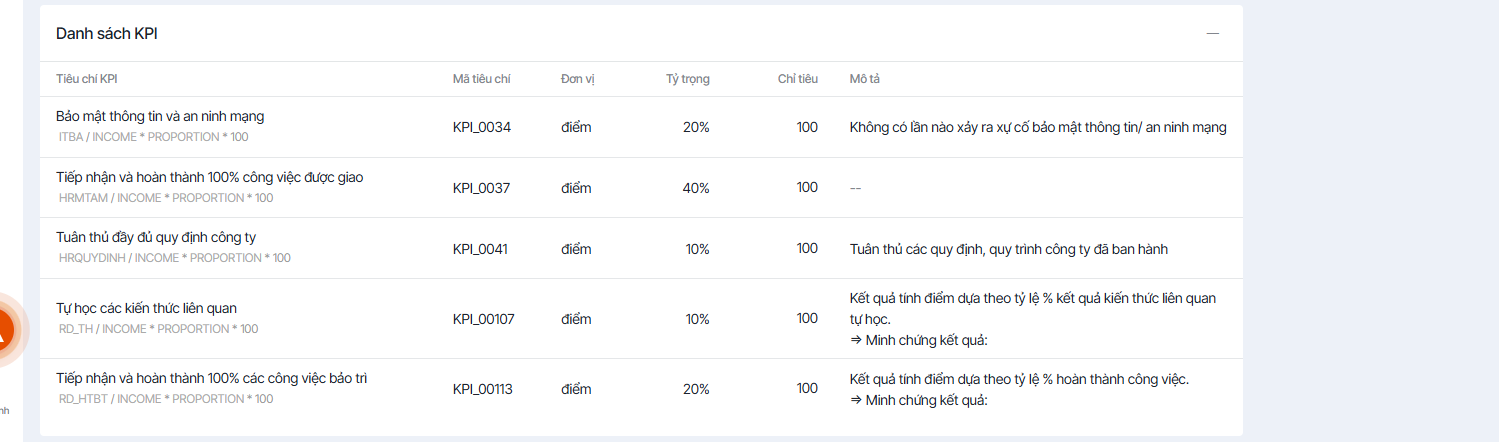 Danh sách KPI
Tiêu chí KPI Mã tiêu chí Đơn vị Tỷ trọng Chỉ tiêu Mô tả
Bảo mật thông tin và an ninh mạng
ITBA / INCOME * PROPORTION * 100
KPI_0034 điểm 20% 100 Không có lần nào xảy ra xự cố bảo mật thông tin/ an ninh mạng
Tiếp nhận và hoàn thành 100% công việc được giao
HRMTAM / INCOME * PROPORTION * 100
KPI_0037 điểm 40% 100 --
Tuân thủ đầy đủ quy định công ty
HRQUYDINH / INCOME * PROPORTION * 100
KPI_0041 điểm 10% 100 Tuân thủ các quy định, quy trình công ty đã ban hành
Tự học các kiến thức liên quan
RD_TH / INCOME * PROPORTION * 100
KPI_00107 điểm 10% 100 Kết quả tính điểm dựa theo tỷ lệ % kết quả kiến thức liên quan
tự học.
=> Minh chứng kết quả:
Tiếp nhận và hoàn thành 100% các công việc bảo trì
RD_HTBT / INCOME * PROPORTION * 100
KPI_00113 điểm 20% 100 Kết quả tính điểm dựa theo tỷ lệ % hoàn thành công việc.
=> Minh chứng kết quả: